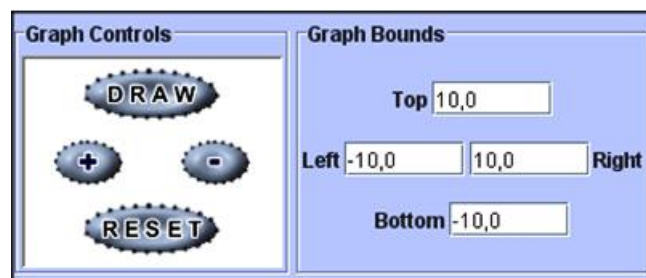 Graph Controls
DRAW
+ -
RESET
Graph Bounds
Top 10,0
Left -10,0 10,0 Right
Bottom -10,0